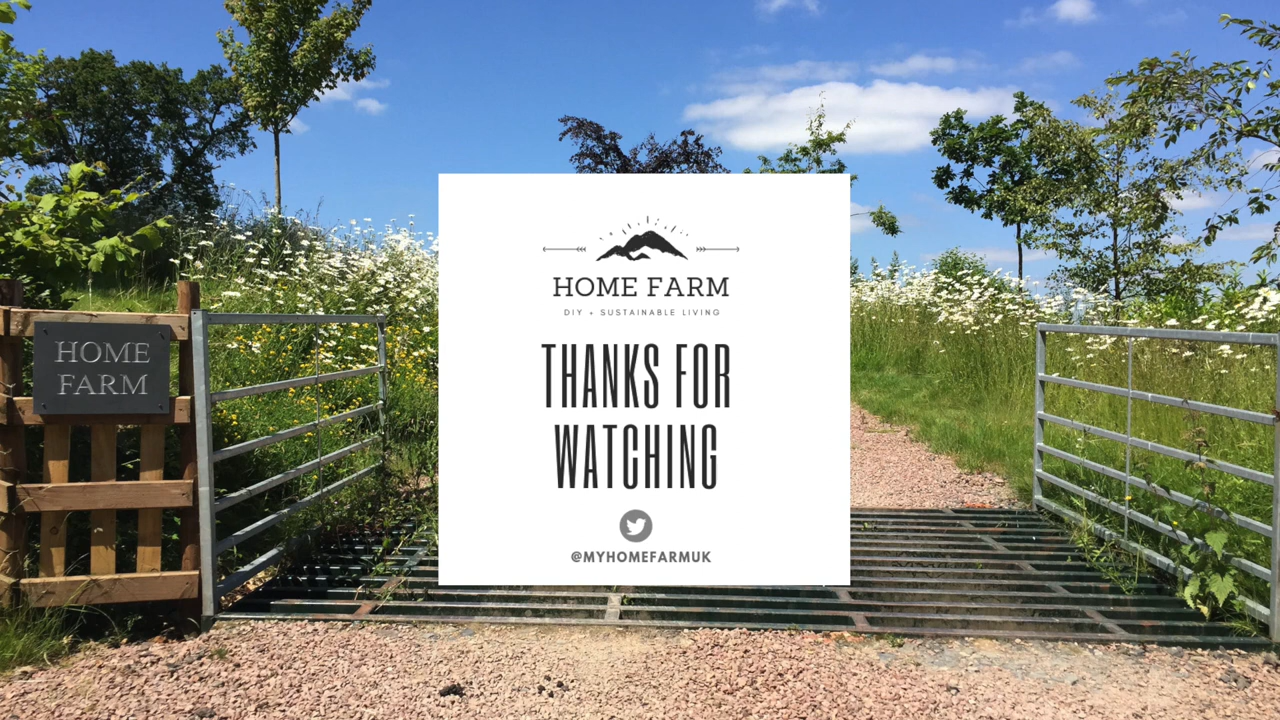 HOME
FARM
HOME FARM
DIY + SUSTAINABLE LIVING
THANKS FOR
WATCHING
@MYHOMEFARMUK